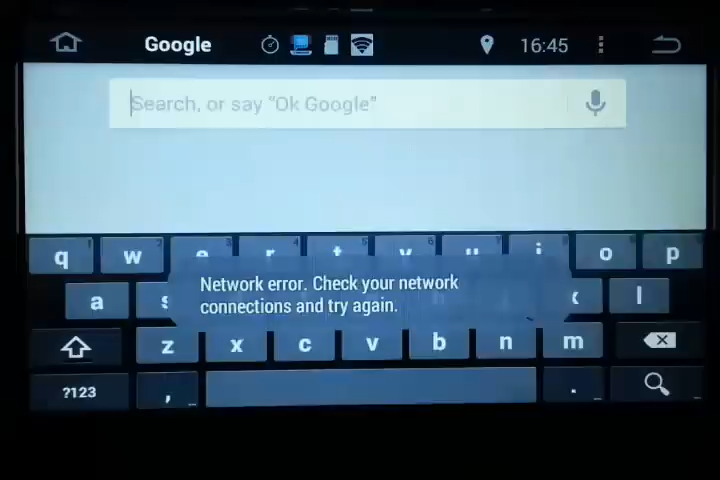 Google
16:45
Search, or say "Ok Google"
q w e r t y u i o p
a s l
Network error. Check your network
connections and try again.
z x c v b n m
?123 , .